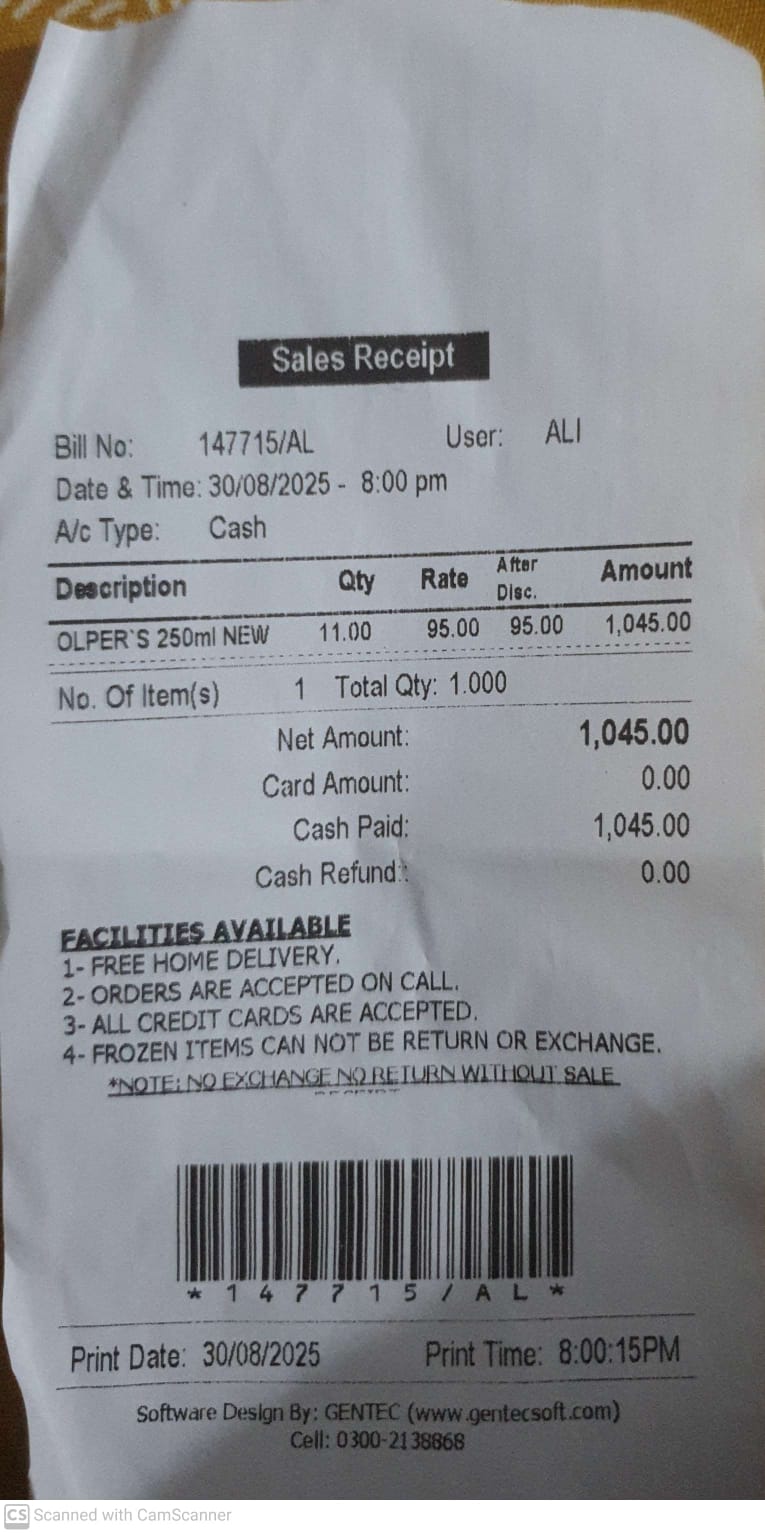 Sales Receipt
Bill No: 147715/AL User: ALI
Date & Time: 30/08/2025 - 8:00 pm
A/c Type: Cash
Description Qty Rate After Disc. Amount
OLPER`S 250ml NEW 11.00 95.00 95.00 1,045.00
No. Of Item(s) 1 Total Qty: 1.000
Net Amount: 1,045.00
Card Amount: 0.00
Cash Paid: 1,045.00
Cash Refund:: 0.00
FACILITIES AVAILABLE
1- FREE HOME DELIVERY.
2- ORDERS ARE ACCEPTED ON CALL.
3- ALL CREDIT CARDS ARE ACCEPTED.
4- FROZEN ITEMS CAN NOT BE RETURN OR EXCHANGE.
*NOTE: NO EXCHANGE NO RETURN WITHOUT SALE
*147715/AL*
Print Date: 30/08/2025 Print Time: 8:00:15PM
Software Design By: GENTEC (www.gentecsoft.com)
Cell: 0300-2138868
CS Scanned with CamScanner